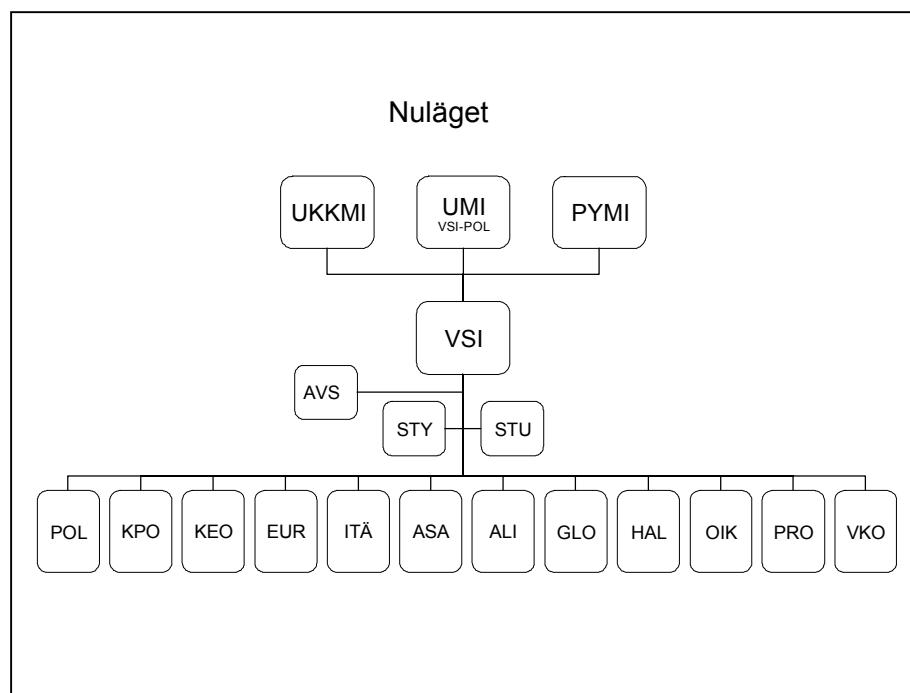 Nuläget
UKKMI
UMI
VSI-POL
PYMI
VSI
AVS
STY
STU
POL
KPO
KEO
EUR
ITÄ
ASA
ALI
GLO
HAL
OIK
PRO
VKO